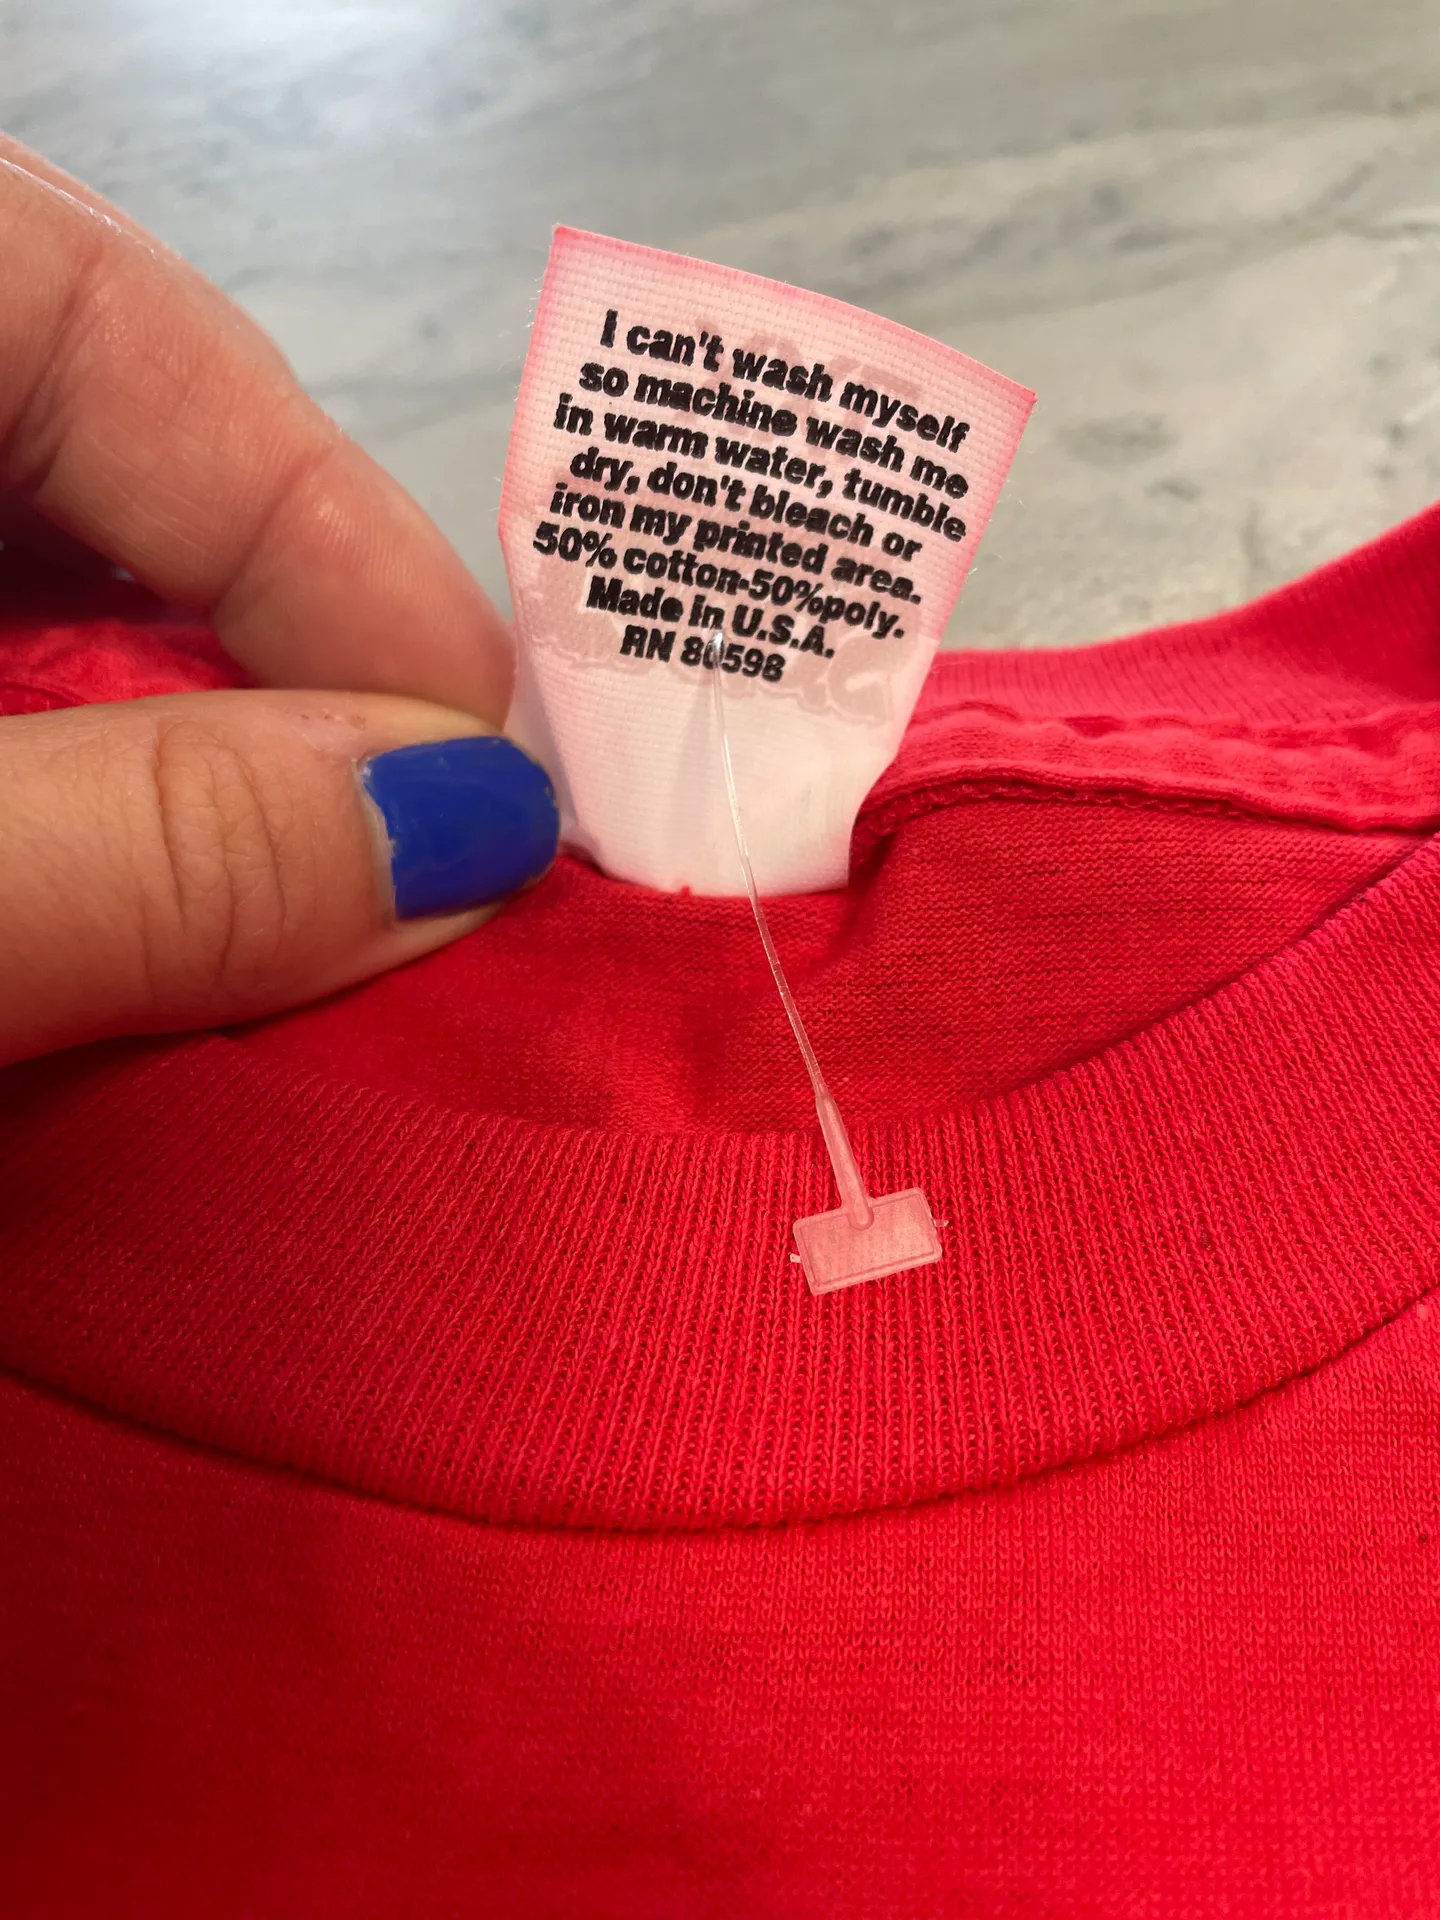 I can't wash myself
so machine wash me
in warm water, tumble
dry, don't bleach or
iron my printed area.
50% cotton-50%poly.
Made in U.S.A.
RN 80598